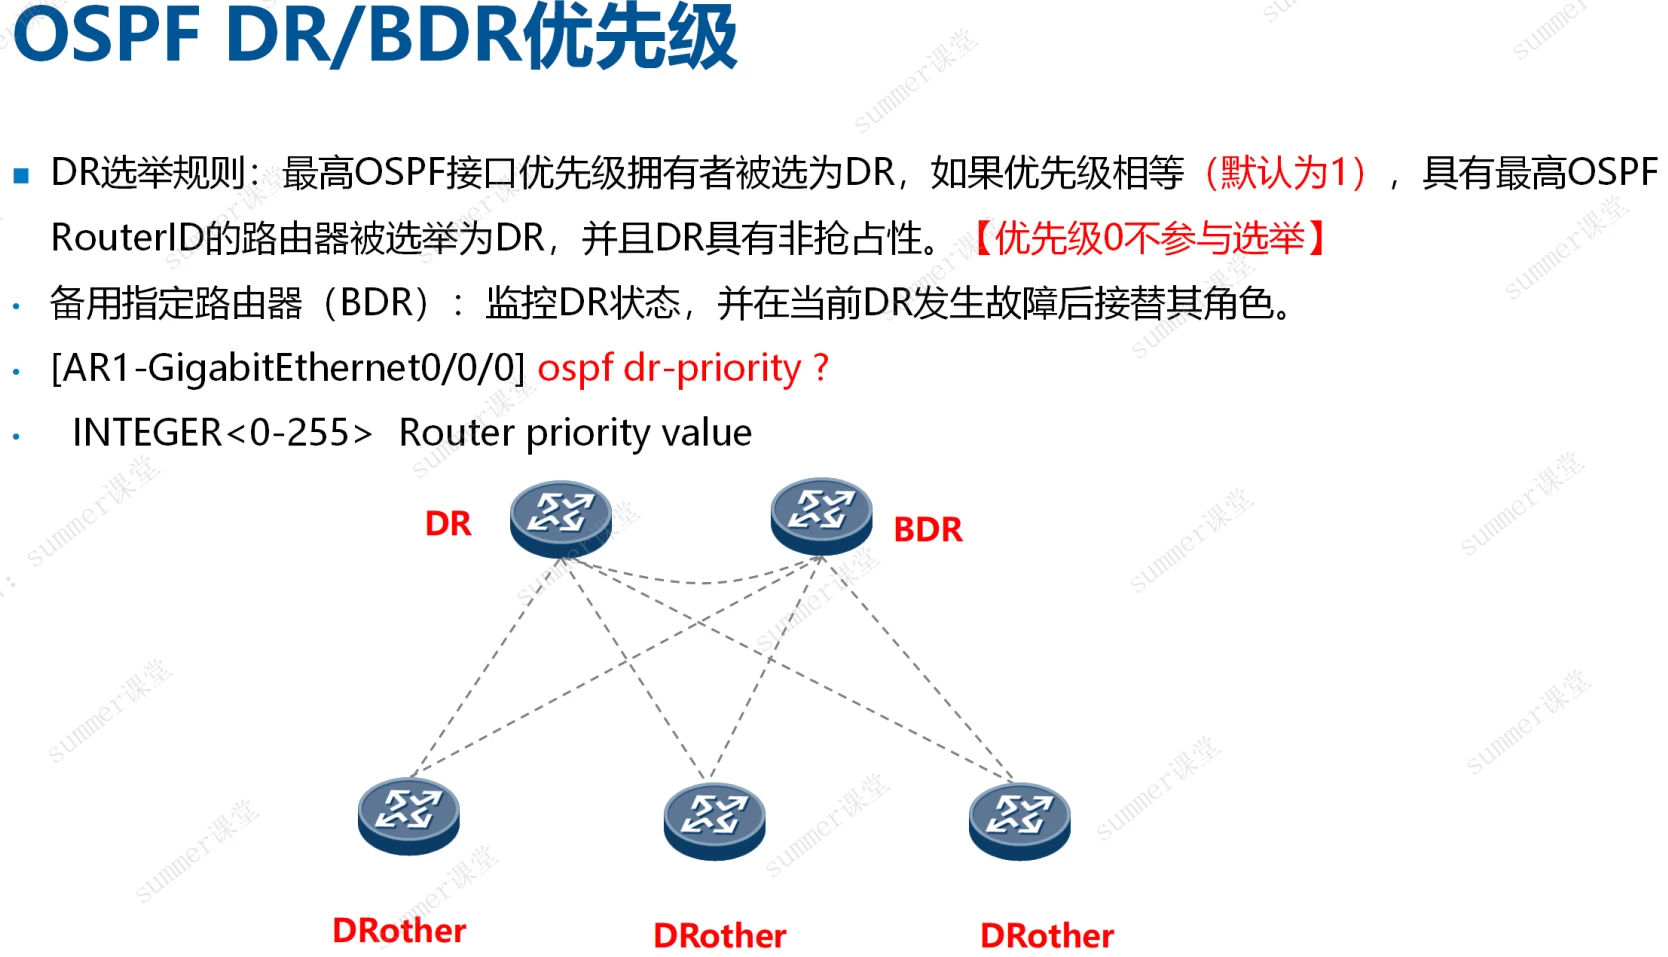 OSPF DR/BDR优先级
DR选举规则：最高OSPF接口优先级拥有者被选为DR，如果优先级相等（默认为1），具有最高OSPF
RouterID的路由器被选举为DR，并且DR具有非抢占性。【优先级0不参与选举】
备用指定路由器（BDR）：监控DR状态，并在当前DR发生故障后接替其角色。
[AR1-GigabitEthernet0/0/0] ospf dr-priority ?
INTEGER<0-255> Router priority value
DR
BDR
DRother
DRother
DRother
summer课堂